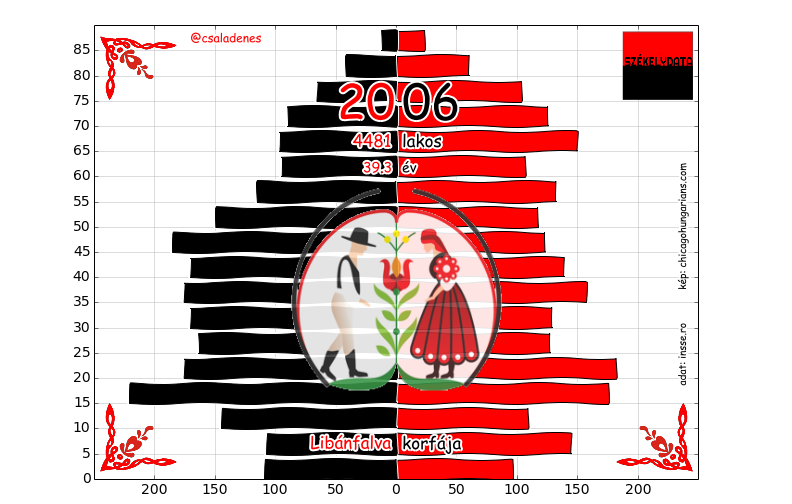 @csaladenes
SZÉKELYDATA
2006
4481 lakos
39.3 év
kép: chicagohungarians.com
adat: insse.ro
Libánfalva korfája
85
80
75
70
65
60
55
50
45
40
35
30
25
20
15
10
5
0
200 150 100 50 0 50 100 150 200